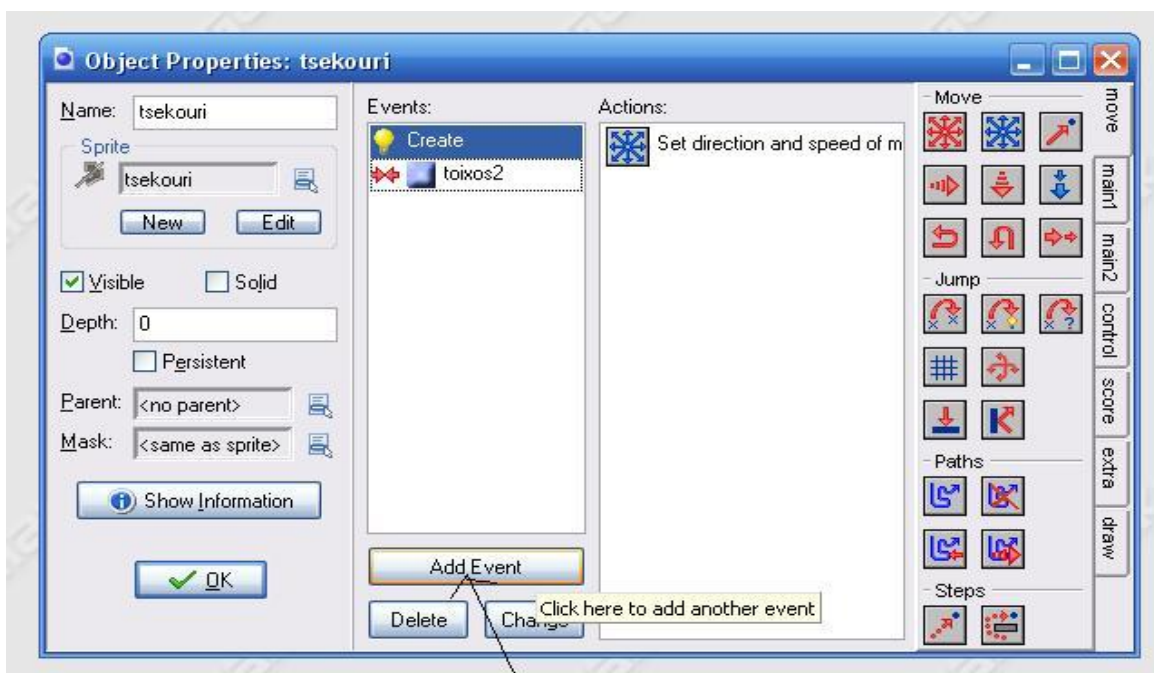 Object Properties: tsekouri
Name: tsekouri
Sprite
tsekouri
New Edit
Visible Solid
Depth: 0
Persistent
Parent: <no parent>
Mask: <same as sprite>
Show Information
OK
Events:
Create
toixos2
Add Event
Delete
Click here to add another event
Actions:
Set direction and speed of m
Move
Jump
Paths
Steps
move
main1
main2
control
score
extra
draw